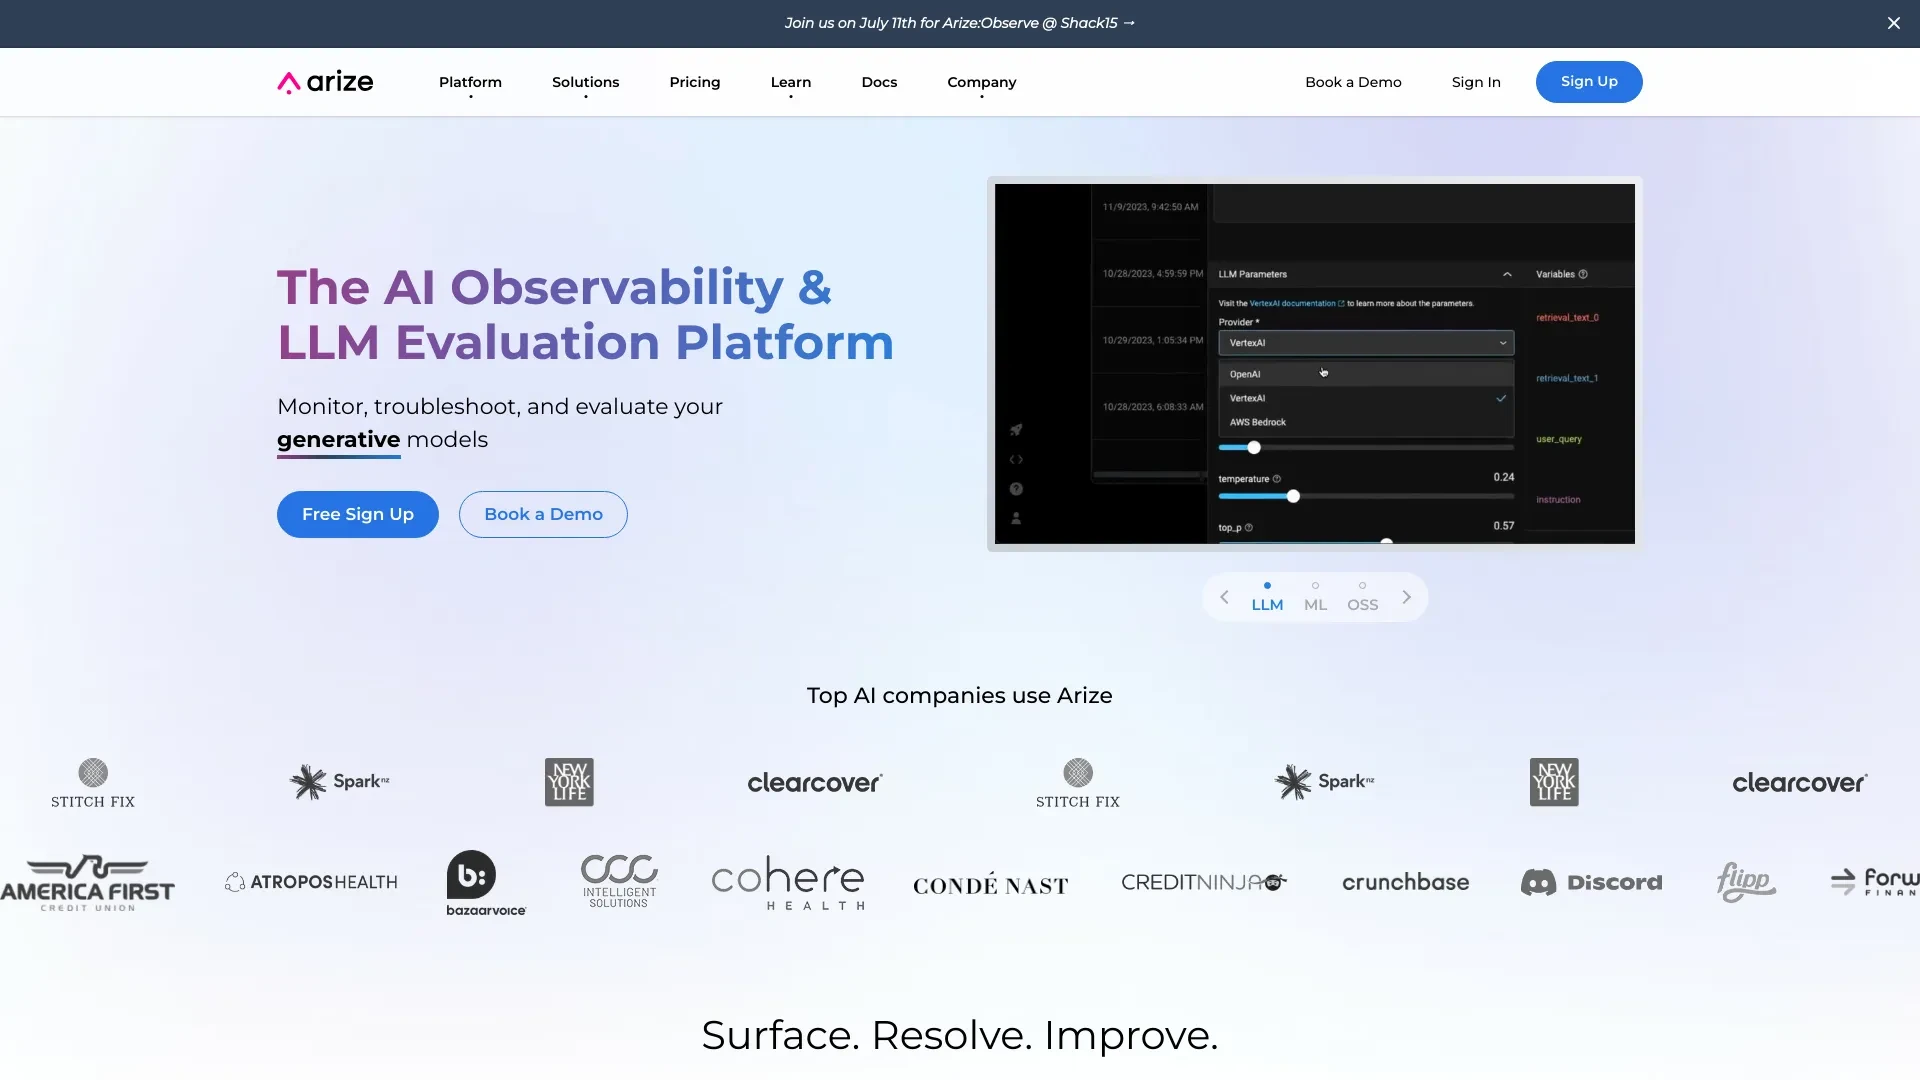 Join us on July 11th for Arize:Observe @ Shack15 →
arize
Platform
Solutions
Pricing
Learn
Docs
Company
Book a Demo
Sign In
Sign Up
The AI Observability &
LLM Evaluation Platform
Monitor, troubleshoot, and evaluate your
generative models
Free Sign Up
Book a Demo
11/9/2023, 9:42:50 AM
10/28/2023, 4:59:59 PM
10/29/2023, 1:05:34 PM
10/28/2023, 6:08:33 AM
LLM Parameters
Visit the VertexAI documentation to learn more about the parameters.
Provider *
VertexAI
OpenAI
VertexAI
AWS Bedrock
temperature
0.24
top_p
0.57
Variables
retrieval_text_0
retrieval_text_1
user_query
instruction
LLM
ML
OSS
Top AI companies use Arize
STITCH FIX
Spark nz
NEW YORK LIFE
clearcover
STITCH FIX
Spark nz
NEW YORK LIFE
clearcover
AMERICA FIRST
CREDIT UNION
ATROPOSHEALTH
b:
bazaarvoice
CCC
INTELLIGENT
SOLUTIONS
cohere
HEALTH
CONDÉ NAST
CREDITNINJA
crunchbase
Discord
flipp
forw
FINAN
Surface. Resolve. Improve.